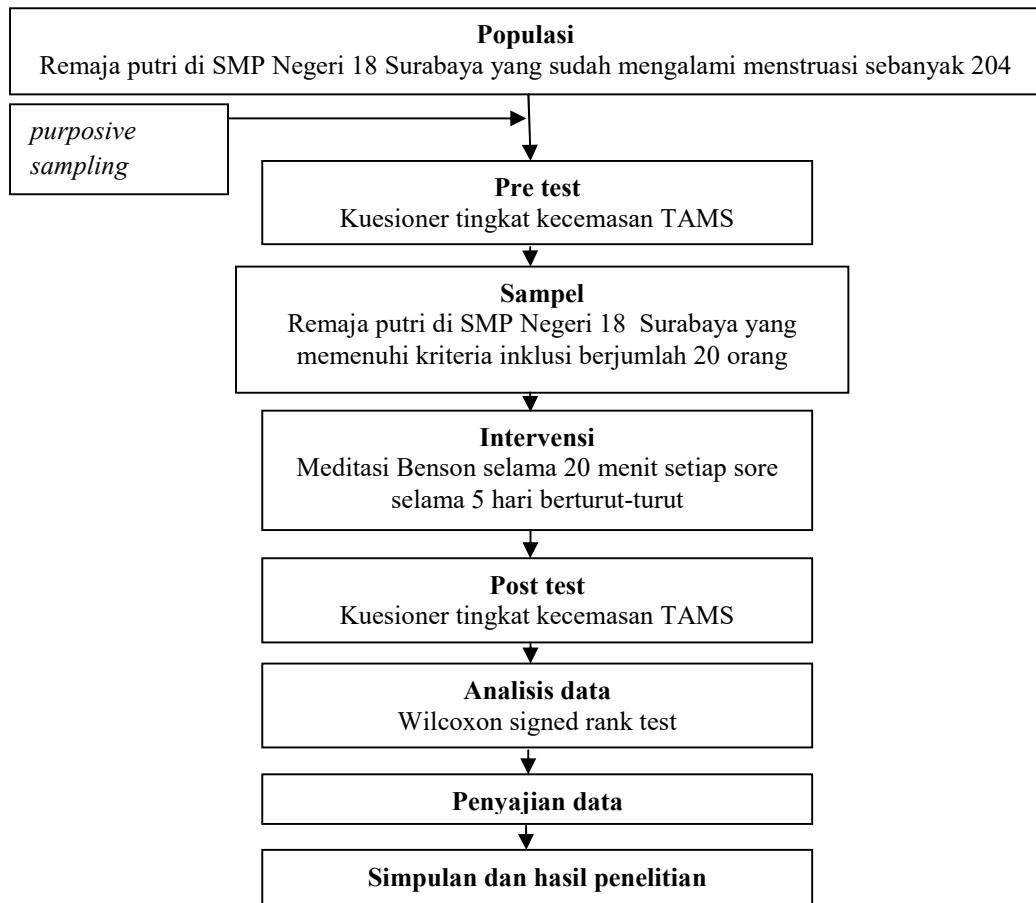 Populasi
Remaja putri di SMP Negeri 18 Surabaya yang sudah mengalami menstruasi sebanyak 204
purposive
sampling
Pre test
Kuesioner tingkat kecemasan TAMS
Sampel
Remaja putri di SMP Negeri 18 Surabaya yang
memenuhi kriteria inklusi berjumlah 20 orang
Intervensi
Meditasi Benson selama 20 menit setiap sore
selama 5 hari berturut-turut
Post test
Kuesioner tingkat kecemasan TAMS
Analisis data
Wilcoxon signed rank test
Penyajian data
Simpulan dan hasil penelitian